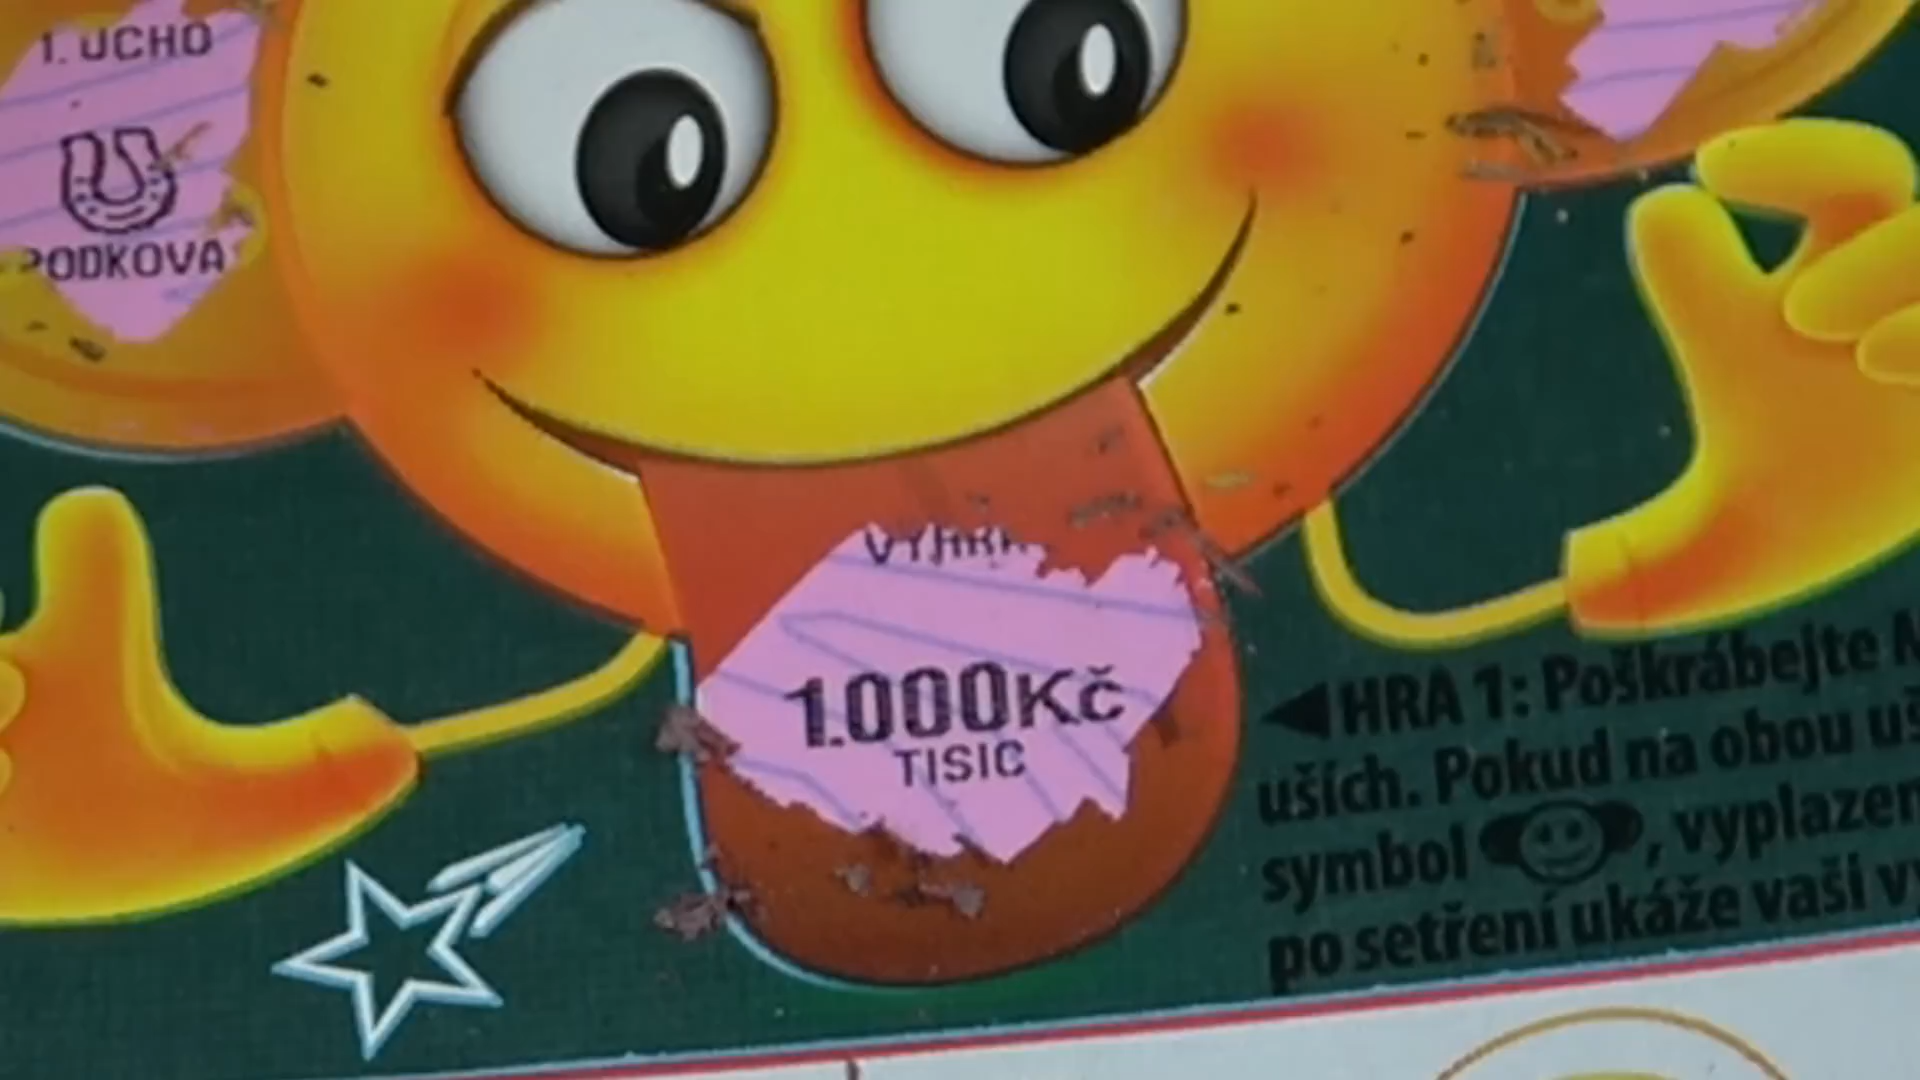 1. UCHO
PODKOVA
VÝHRA
1.000Kč
TISIC
HRA 1: Poškrábejte
uších. Pokud na obou
symbol , vyplazen
po setření ukáže vaši